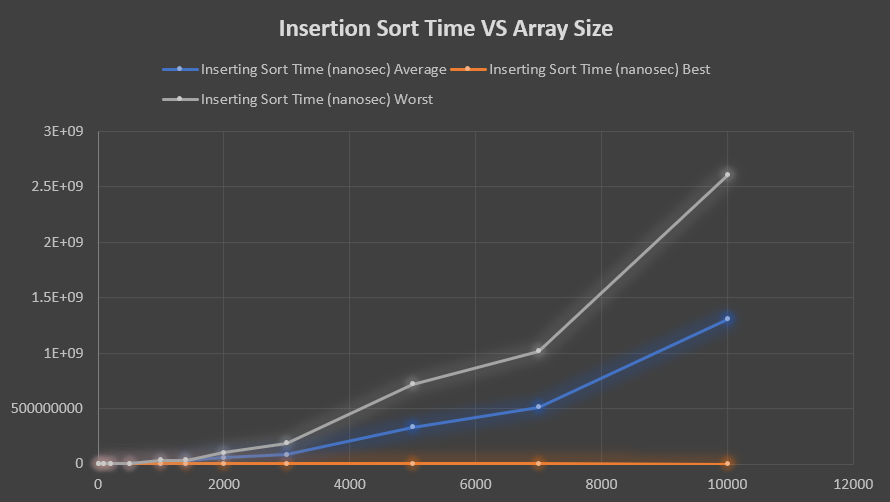 Insertion Sort Time VS Array Size
Inserting Sort Time (nanosec) Average Inserting Sort Time (nanosec) Best
Inserting Sort Time (nanosec) Worst
3E+09
2.5E+09
2E+09
1.5E+09
1E+09
500000000
0
0 2000 4000 6000 8000 10000 12000